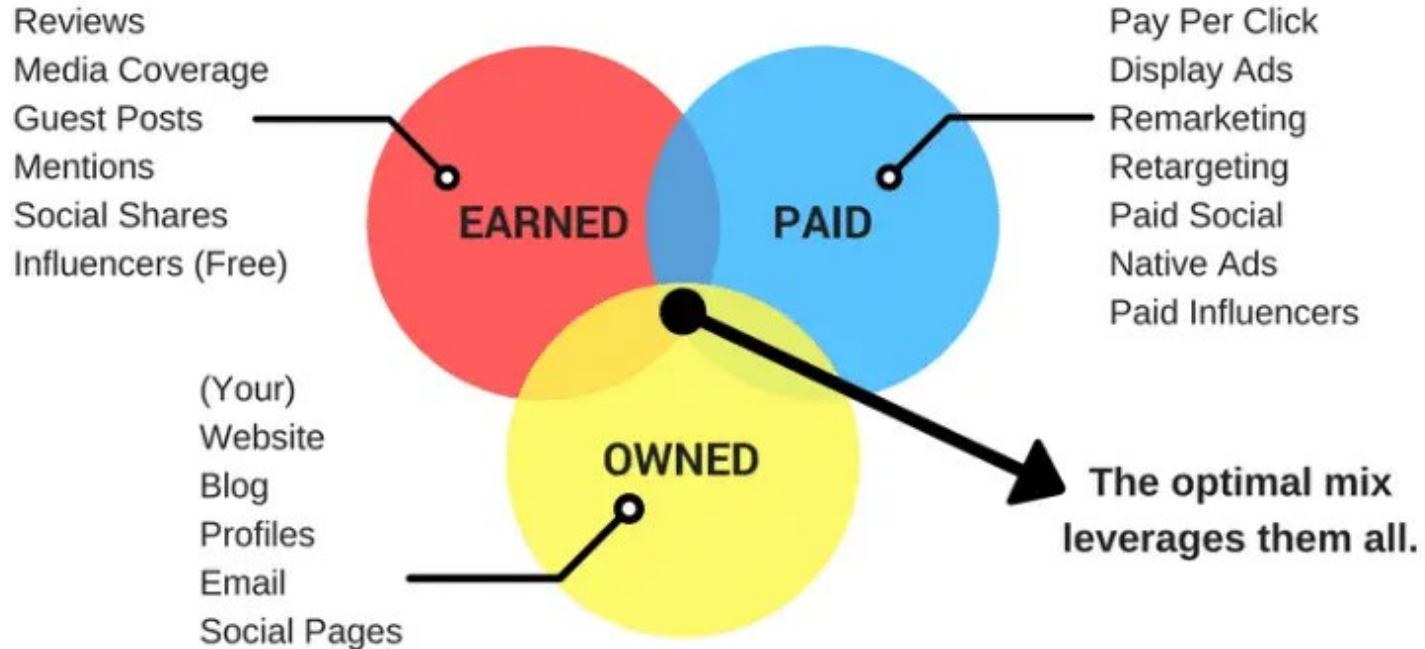 Reviews
Media Coverage
Guest Posts
Mentions
Social Shares
Influencers (Free)
EARNED
PAID
Pay Per Click
Display Ads
Remarketing
Retargeting
Paid Social
Native Ads
Paid Influencers
(Your)
Website
Blog
Profiles
Email
Social Pages
OWNED
The optimal mix
leverages them all.